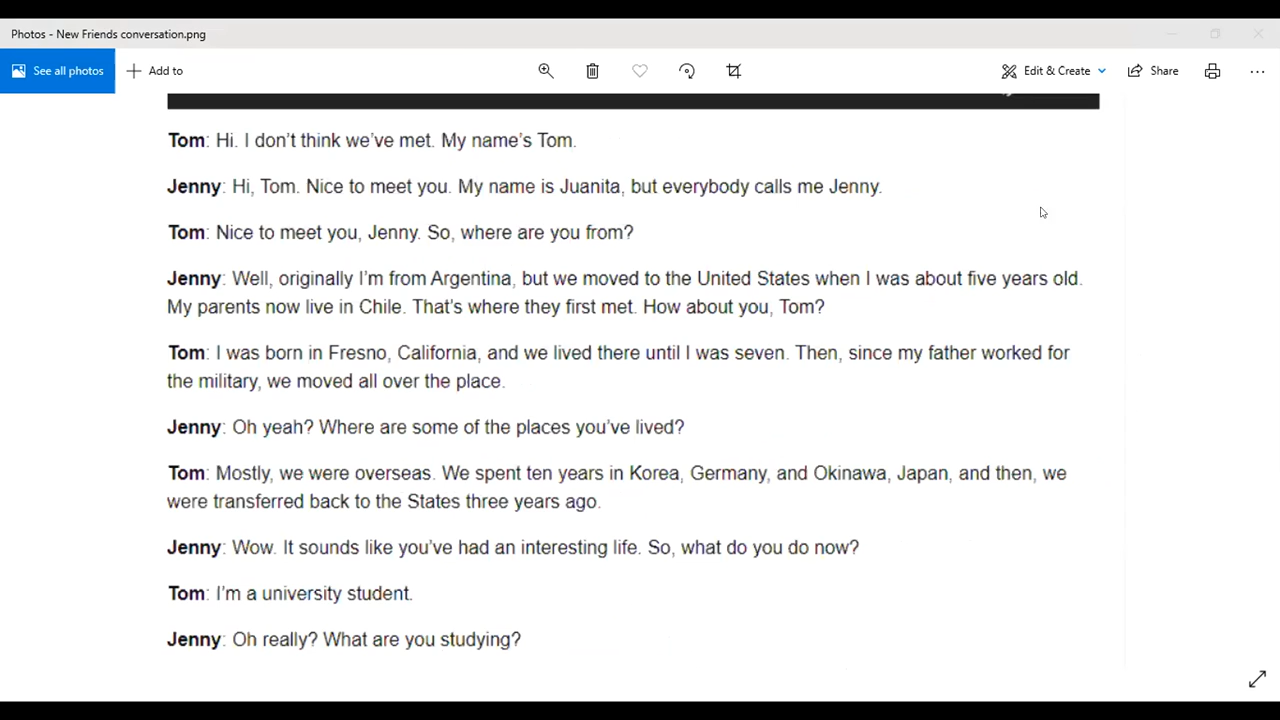 Photos - New Friends conversation.png
See all photos
Add to
Edit & Create
Share
Tom: Hi. I don't think we've met. My name's Tom.
Jenny: Hi, Tom. Nice to meet you. My name is Juanita, but everybody calls me Jenny.
Tom: Nice to meet you, Jenny. So, where are you from?
Jenny: Well, originally I'm from Argentina, but we moved to the United States when I was about five years old.
My parents now live in Chile. That's where they first met. How about you, Tom?
Tom: I was born in Fresno, California, and we lived there until I was seven. Then, since my father worked for
the military, we moved all over the place.
Jenny: Oh yeah? Where are some of the places you've lived?
Tom: Mostly, we were overseas. We spent ten years in Korea, Germany, and Okinawa, Japan, and then, we
were transferred back to the States three years ago.
Jenny: Wow. It sounds like you've had an interesting life. So, what do you do now?
Tom: I'm a university student.
Jenny: Oh really? What are you studying?